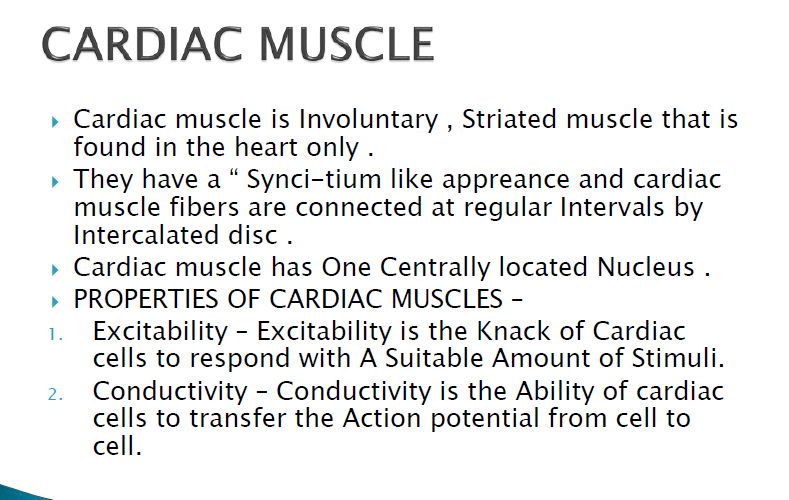 CARDIAC MUSCLE
Cardiac muscle is Involuntary , Striated muscle that is
found in the heart only .
They have a “ Synci-tium like appreance and cardiac
muscle fibers are connected at regular Intervals by
Intercalated disc .
Cardiac muscle has One Centrally located Nucleus .
PROPERTIES OF CARDIAC MUSCLES –
1. Excitability – Excitability is the Knack of Cardiac
cells to respond with A Suitable Amount of Stimuli.
2. Conductivity – Conductivity is the Ability of cardiac
cells to transfer the Action potential from cell to
cell.